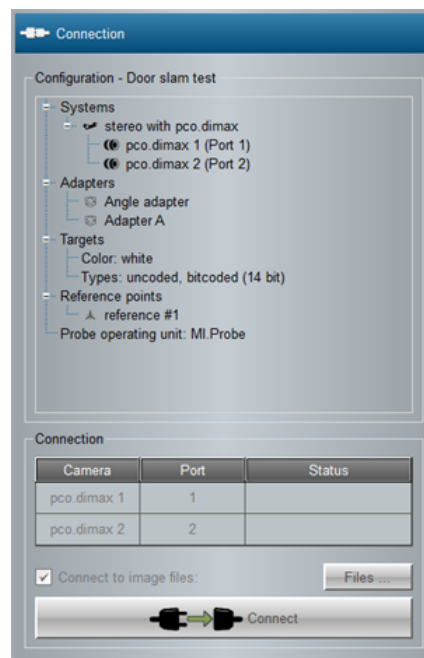 Connection
Configuration - Door slam test
Systems
stereo with pco.dimax
pco.dimax 1 (Port 1)
pco.dimax 2 (Port 2)
Adapters
Angle adapter
Adapter A
Targets
Color: white
Types: uncoded, bitcoded (14 bit)
Reference points
reference #1
Probe operating unit: MI.Probe
Connection
Camera Port Status
pco.dimax 1 1
pco.dimax 2 2
Connect to image files: Files ...
Connect